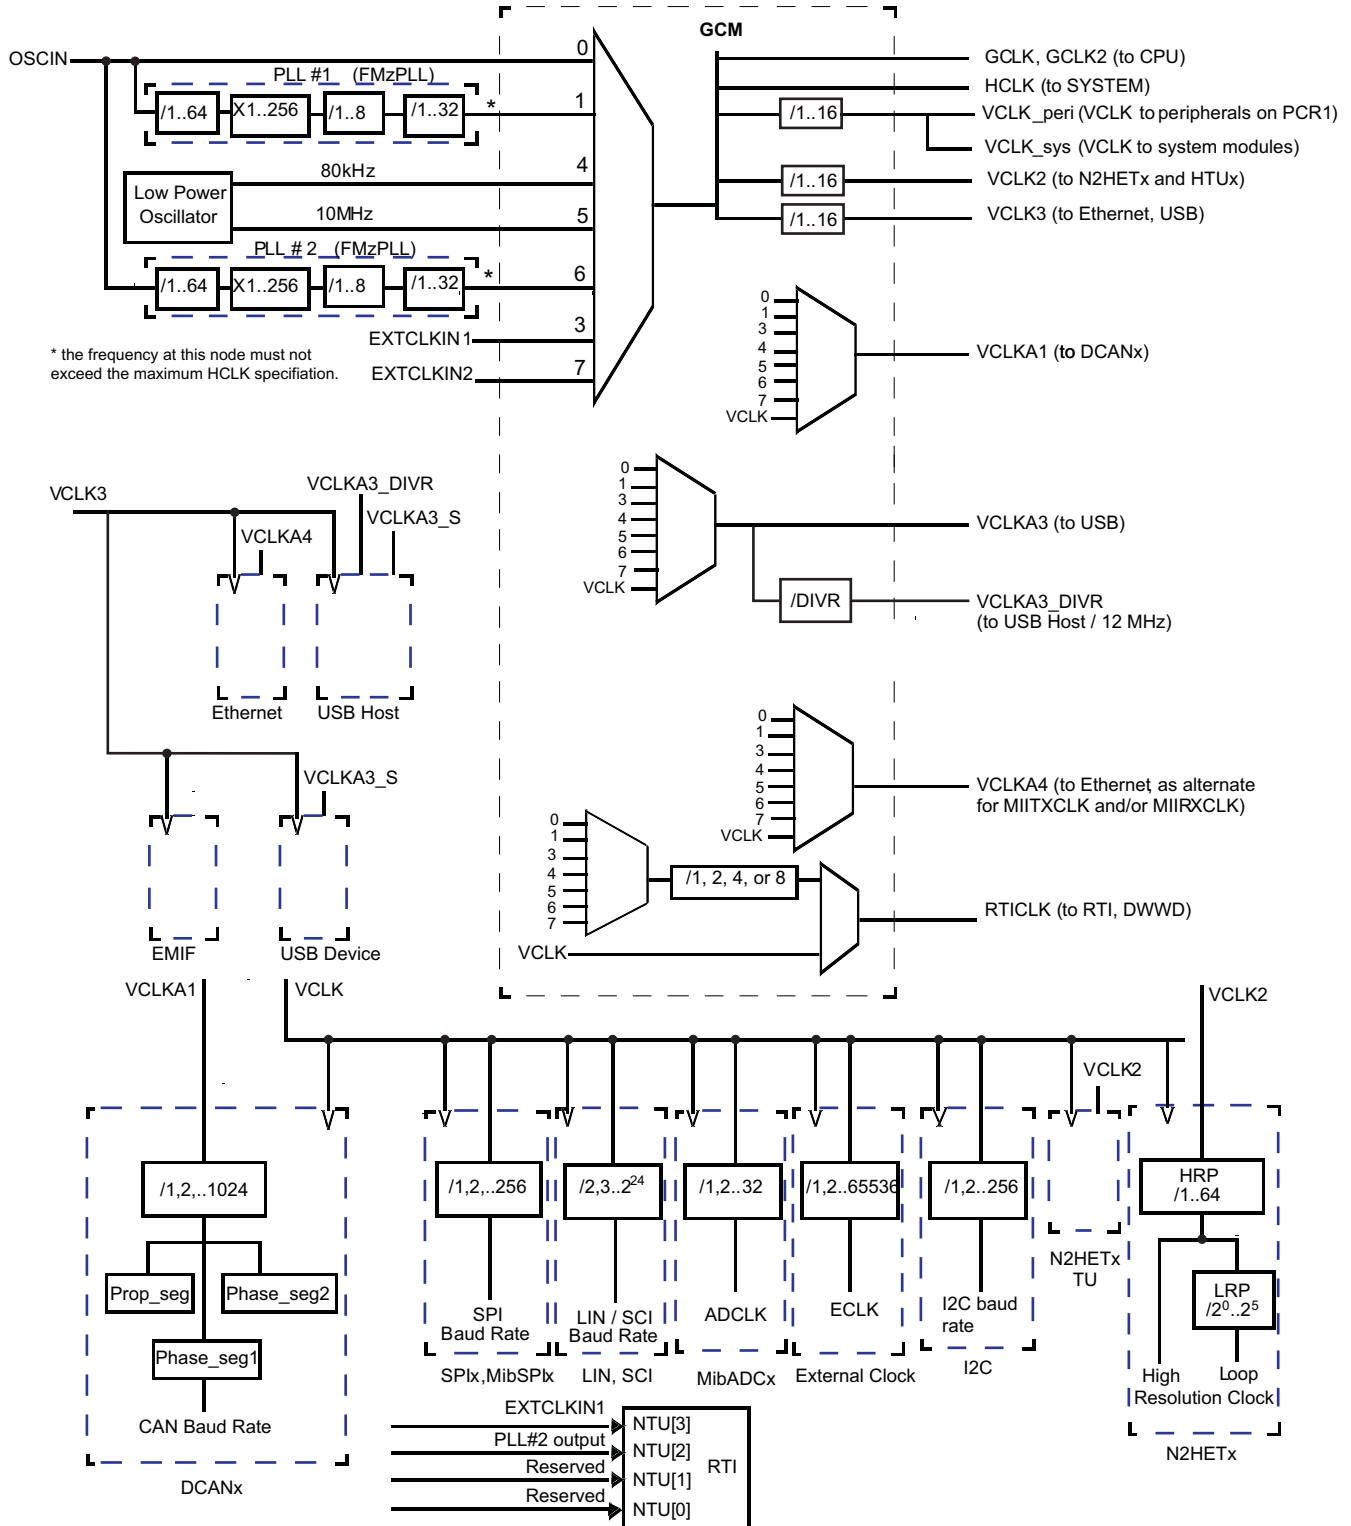 GCM
OSCIN
0
PLL #1 (FMzPLL)
/1..64
X1..256
/1..8
/1..32
*
1
80kHz
4
Low Power
Oscillator
10MHz
5
PLL # 2 (FMzPLL)
/1..64
X1..256
/1..8
/1..32
*
6
EXTCLKIN1
3
EXTCLKIN2
7
* the frequency at this node must not
exceed the maximum HCLK specifiation.
GCLK, GCLK2 (to CPU)
HCLK (to SYSTEM)
/1..16
VCLK_peri (VCLK to peripherals on PCR1)
VCLK_sys (VCLK to system modules)
/1..16
VCLK2 (to N2HETx and HTUx)
/1..16
VCLK3 (to Ethernet, USB)
0
1
3
4
5
6
7
VCLK
VCLKA1 (to DCANx)
0
1
3
4
5
6
7
VCLK
VCLKA3 (to USB)
/DIVR
VCLKA3_DIVR
(to USB Host / 12 MHz)
0
1
3
4
5
6
7
VCLK
VCLKA4 (to Ethernet, as alternate
for MIITXCLK and/or MIIRXCLK)
0
1
3
4
5
6
7
/1, 2, 4, or 8
VCLK
RTICLK (to RTI, DWWD)
VCLK3
VCLKA3_DIVR
VCLKA3_S
VCLKA4
Ethernet
USB Host
VCLKA3_S
EMIF
USB Device
VCLKA1
VCLK
VCLK2
VCLK2
/1,2,..1024
Prop_seg
Phase_seg2
Phase_seg1
CAN Baud Rate
DCANx
/1,2,..256
SPI
Baud Rate
SPIx,MibSPIx
/2,3..2²⁴
LIN / SCI
Baud Rate
LIN, SCI
/1,2..32
ADCLK
MibADCx
/1,2..65536
ECLK
External Clock
/1,2..256
I2C baud
rate
I2C
N2HETx
TU
HRP
/1..64
LRP
/2⁰..2⁵
High
Loop
Resolution Clock
N2HETx
EXTCLKIN1
NTU[3]
PLL#2 output
NTU[2]
Reserved
NTU[1]
Reserved
NTU[0]
RTI